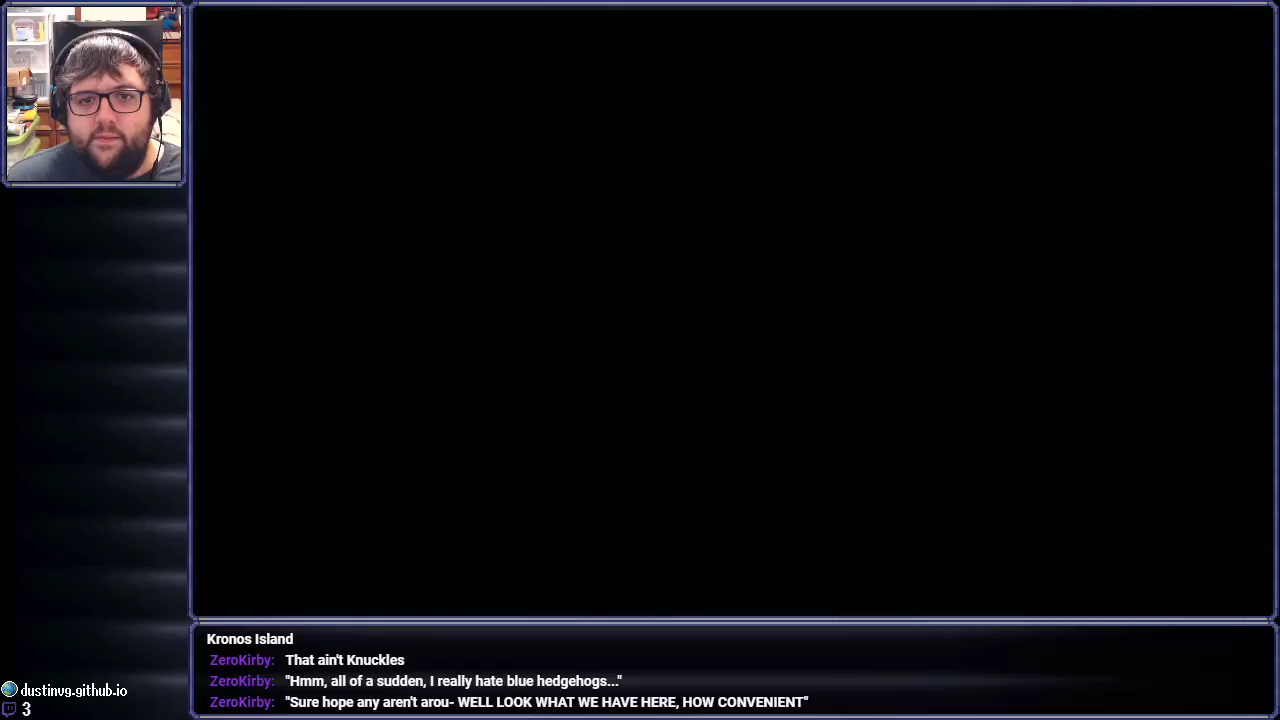 Kronos Island
ZeroKirby: That ain't Knuckles
ZeroKirby: "Hmm, all of a sudden, I really hate blue hedgehogs..."
ZeroKirby: "Sure hope any aren't arou- WELL LOOK WHAT WE HAVE HERE, HOW CONVENIENT"
dustinvg.github.io
3